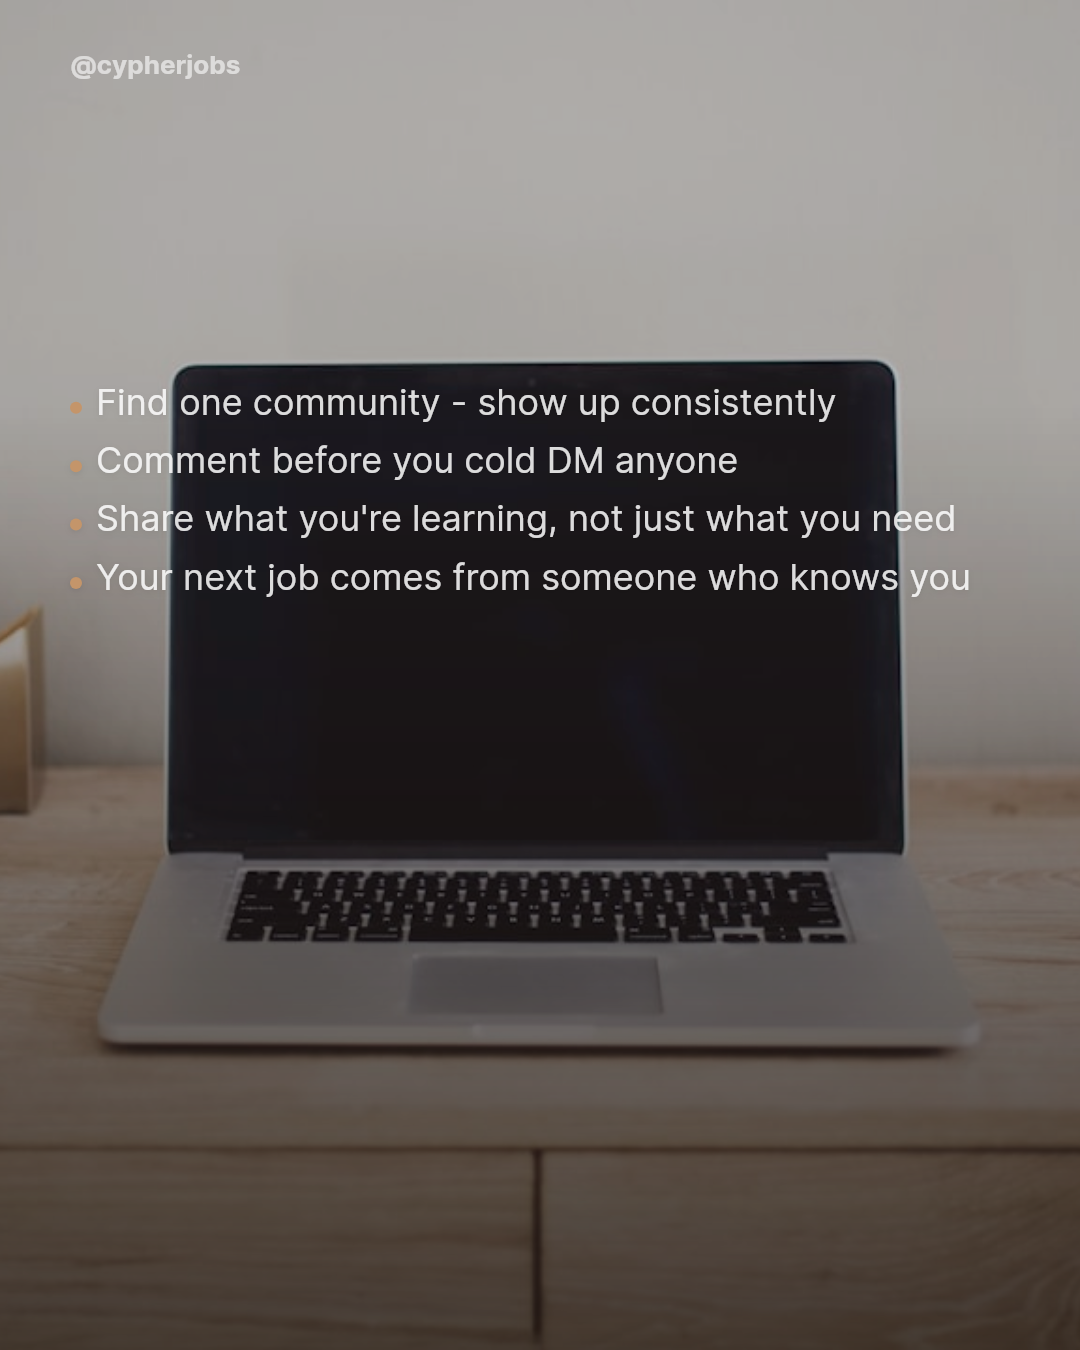 @cypherjobs
• Find one community - show up consistently
• Comment before you cold DM anyone
• Share what you're learning, not just what you need
• Your next job comes from someone who knows you